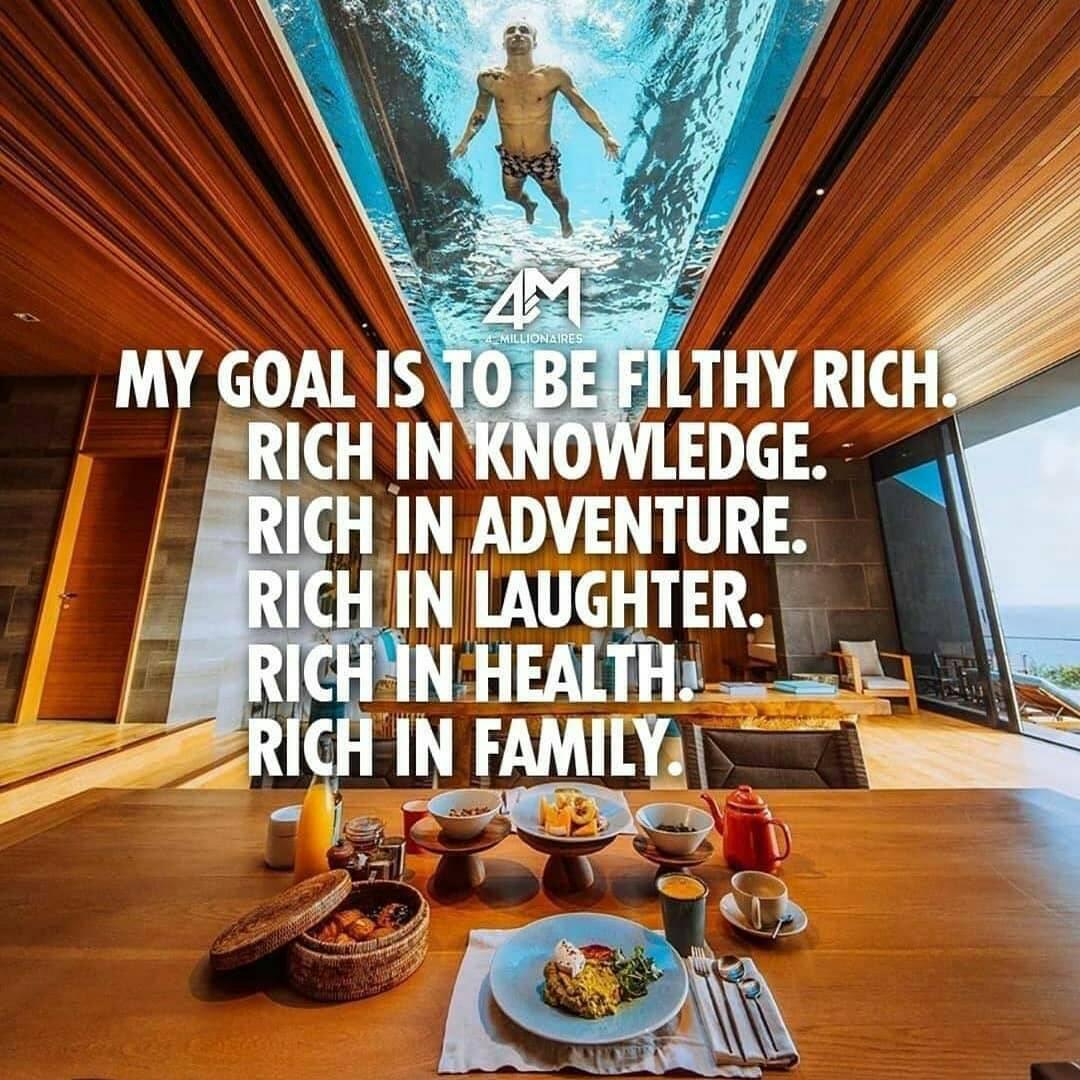 4M
4_MILLIONAIRES
MY GOAL IS TO BE FILTHY RICH.
RICH IN KNOWLEDGE.
RICH IN ADVENTURE.
RICH IN LAUGHTER.
RICH IN HEALTH.
RICH IN FAMILY.